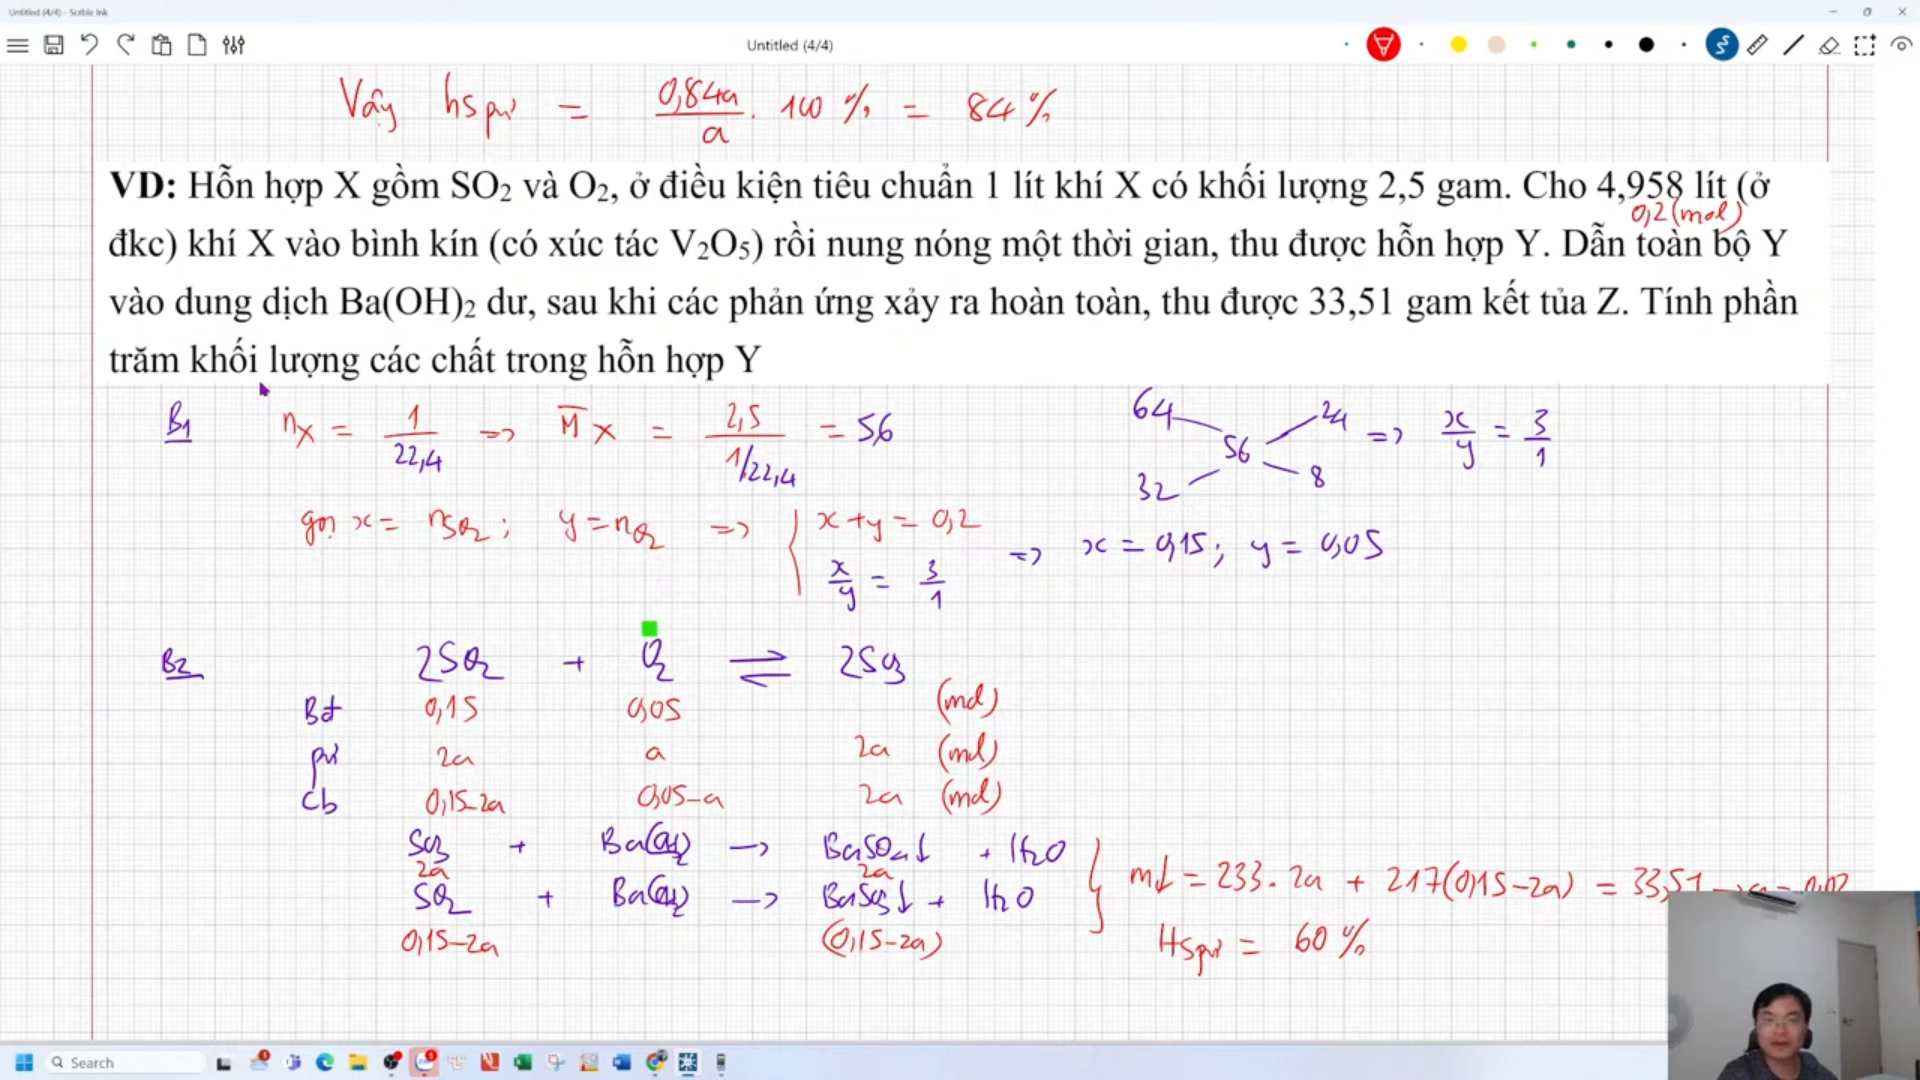 Untitled (4/4) - Scrble Ink
Untitled (4/4)
Vậy hspư = 0,84a/a . 100 % = 84 %
VD: Hỗn hợp X gồm SO₂ và O₂, ở điều kiện tiêu chuẩn 1 lít khí X có khối lượng 2,5 gam. Cho 4,958 lít (ở
0,2 (mol)
đkc) khí X vào bình kín (có xúc tác V₂O₅) rồi nung nóng một thời gian, thu được hỗn hợp Y. Dẫn toàn bộ Y
vào dung dịch Ba(OH)₂ dư, sau khi các phản ứng xảy ra hoàn toàn, thu được 33,51 gam kết tủa Z. Tính phần
trăm khối lượng các chất trong hỗn hợp Y
B1 nX = 1/22,4 => M̅X = 2,5/(1/22,4) = 56
64 24
56 => x/y = 3/1
32 8
gọi x = nSO₂ ; y = nO₂ => { x + y = 0,2
x/y = 3/1 => x = 0,15 ; y = 0,05
B2 2SO₂ + O₂ ⇌ 2SO₃
Bđ 0,15 0,05 (mol)
pư 2a a 2a (mol)
Cb 0,15-2a 0,05-a 2a (mol)
SO₃ + Ba(OH)₂ → BaSO₄↓ + H₂O
2a 2a
SO₂ + Ba(OH)₂ → BaSO₃↓ + H₂O
0,15-2a (0,15-2a)
m↓ = 233 . 2a + 217(0,15-2a) = 33,51
Hspư = 60 %
Search